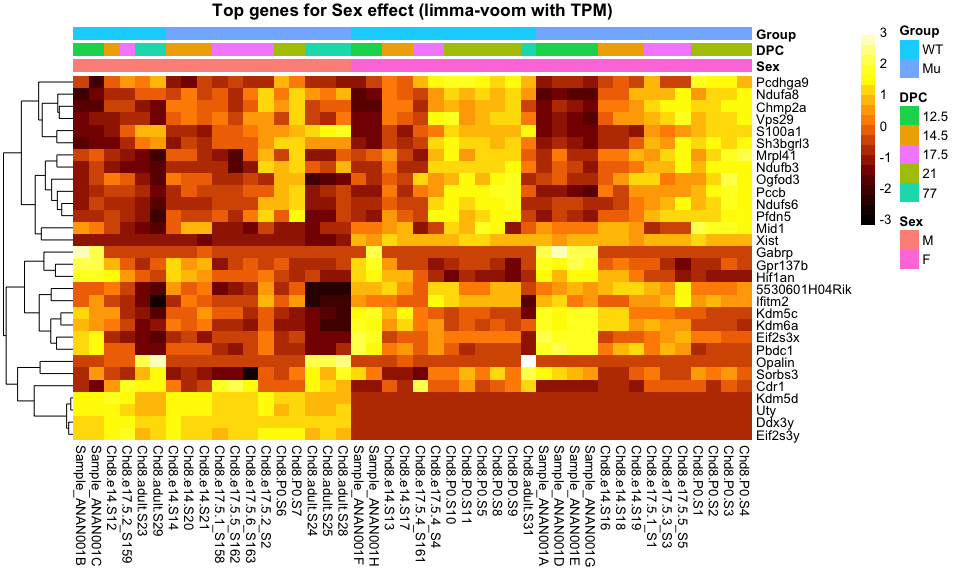 Top genes for Sex effect (limma-voom with TPM)
Group
DPC
Sex
Pcdhga9
Ndufa8
Chmp2a
Vps29
S100a1
Sh3bgrl3
Mrpl41
Ndufb3
Ogfod3
Pccb
Ndufs6
Pfdn5
Mid1
Xist
Gabrp
Gpr137b
Hif1an
5530601H04Rik
Ifitm2
Kdm5c
Kdm6a
Eif2s3x
Pbdc1
Opalin
Sorbs3
Cdr1
Kdm5d
Uty
Ddx3y
Eif2s3y
Sample_ANAN001B
Sample_ANAN001C
Chd8.e14.S12
Chd8.e17.5.2_S159
Chd8.adult.S23
Chd8.adult.S29
Chd8.e14.S14
Chd8.e14.S20
Chd8.e14.S21
Chd8.e17.5.1_S158
Chd8.e17.5.5_S162
Chd8.e17.5.6_S163
Chd8.e17.5.2_S2
Chd8.P0.S6
Chd8.P0.S7
Chd8.adult.S24
Chd8.adult.S25
Chd8.adult.S28
Sample_ANAN001F
Sample_ANAN001H
Chd8.e14.S13
Chd8.e14.S17
Chd8.e17.5.4_S161
Chd8.e17.5.4_S4
Chd8.P0.S10
Chd8.P0.S11
Chd8.P0.S5
Chd8.P0.S8
Chd8.P0.S9
Chd8.adult.S31
Sample_ANAN001A
Sample_ANAN001D
Sample_ANAN001E
Sample_ANAN001G
Chd8.e14.S16
Chd8.e14.S18
Chd8.e14.S19
Chd8.e17.5.1_S1
Chd8.e17.5.3_S3
Chd8.e17.5.5_S5
Chd8.P0.S1
Chd8.P0.S2
Chd8.P0.S3
Chd8.P0.S4
3
2
1
0
-1
-2
-3
Group
WT
Mu
DPC
12.5
14.5
17.5
21
77
Sex
M
F